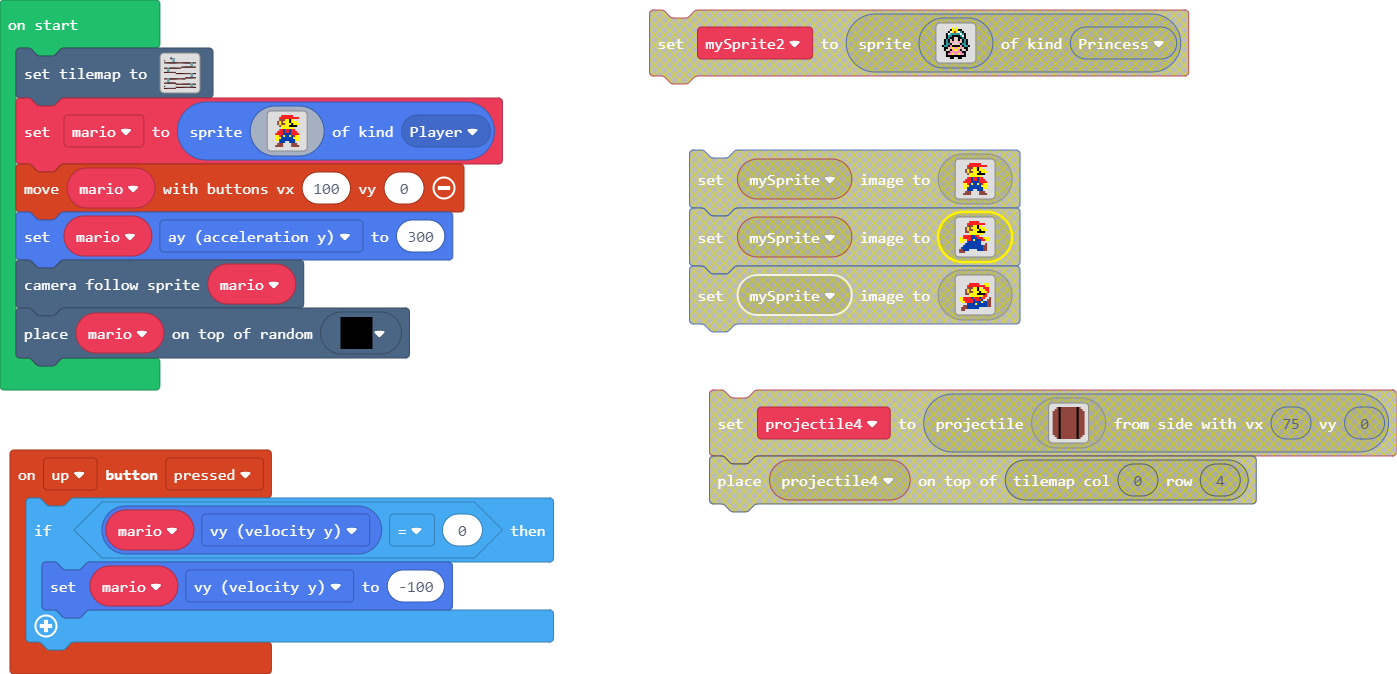 on start
set tilemap to
set mario to sprite of kind Player
move mario with buttons vx 100 vy 0
set mario ay (acceleration y) to 300
camera follow sprite mario
place mario on top of random
on up button pressed
if mario vy (velocity y) = 0 then
set mario vy (velocity y) to -100
set mySprite2 to sprite of kind Princess
set mySprite image to
set mySprite image to
set mySprite image to
set projectile4 to projectile from side with vx 75 vy 0
place projectile4 on top of tilemap col 0 row 4